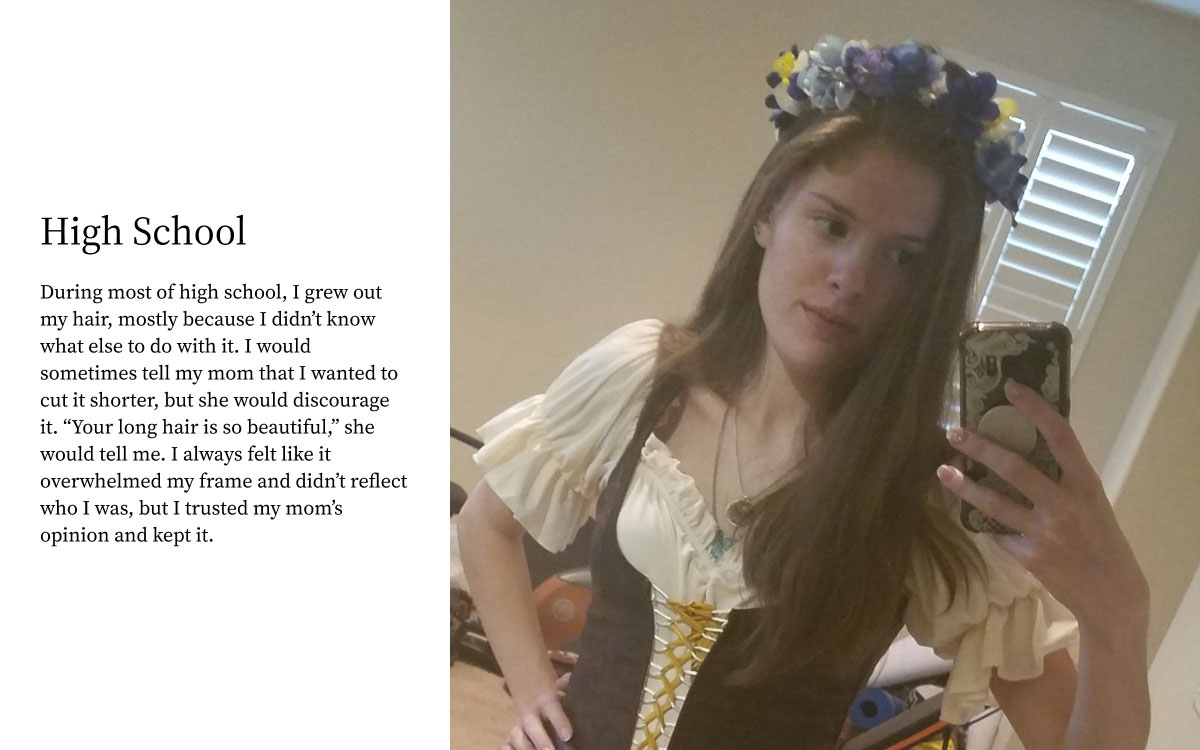 High School
During most of high school, I grew out
my hair, mostly because I didn’t know
what else to do with it. I would
sometimes tell my mom that I wanted to
cut it shorter, but she would discourage
it. “Your long hair is so beautiful,” she
would tell me. I always felt like it
overwhelmed my frame and didn’t reflect
who I was, but I trusted my mom’s
opinion and kept it.